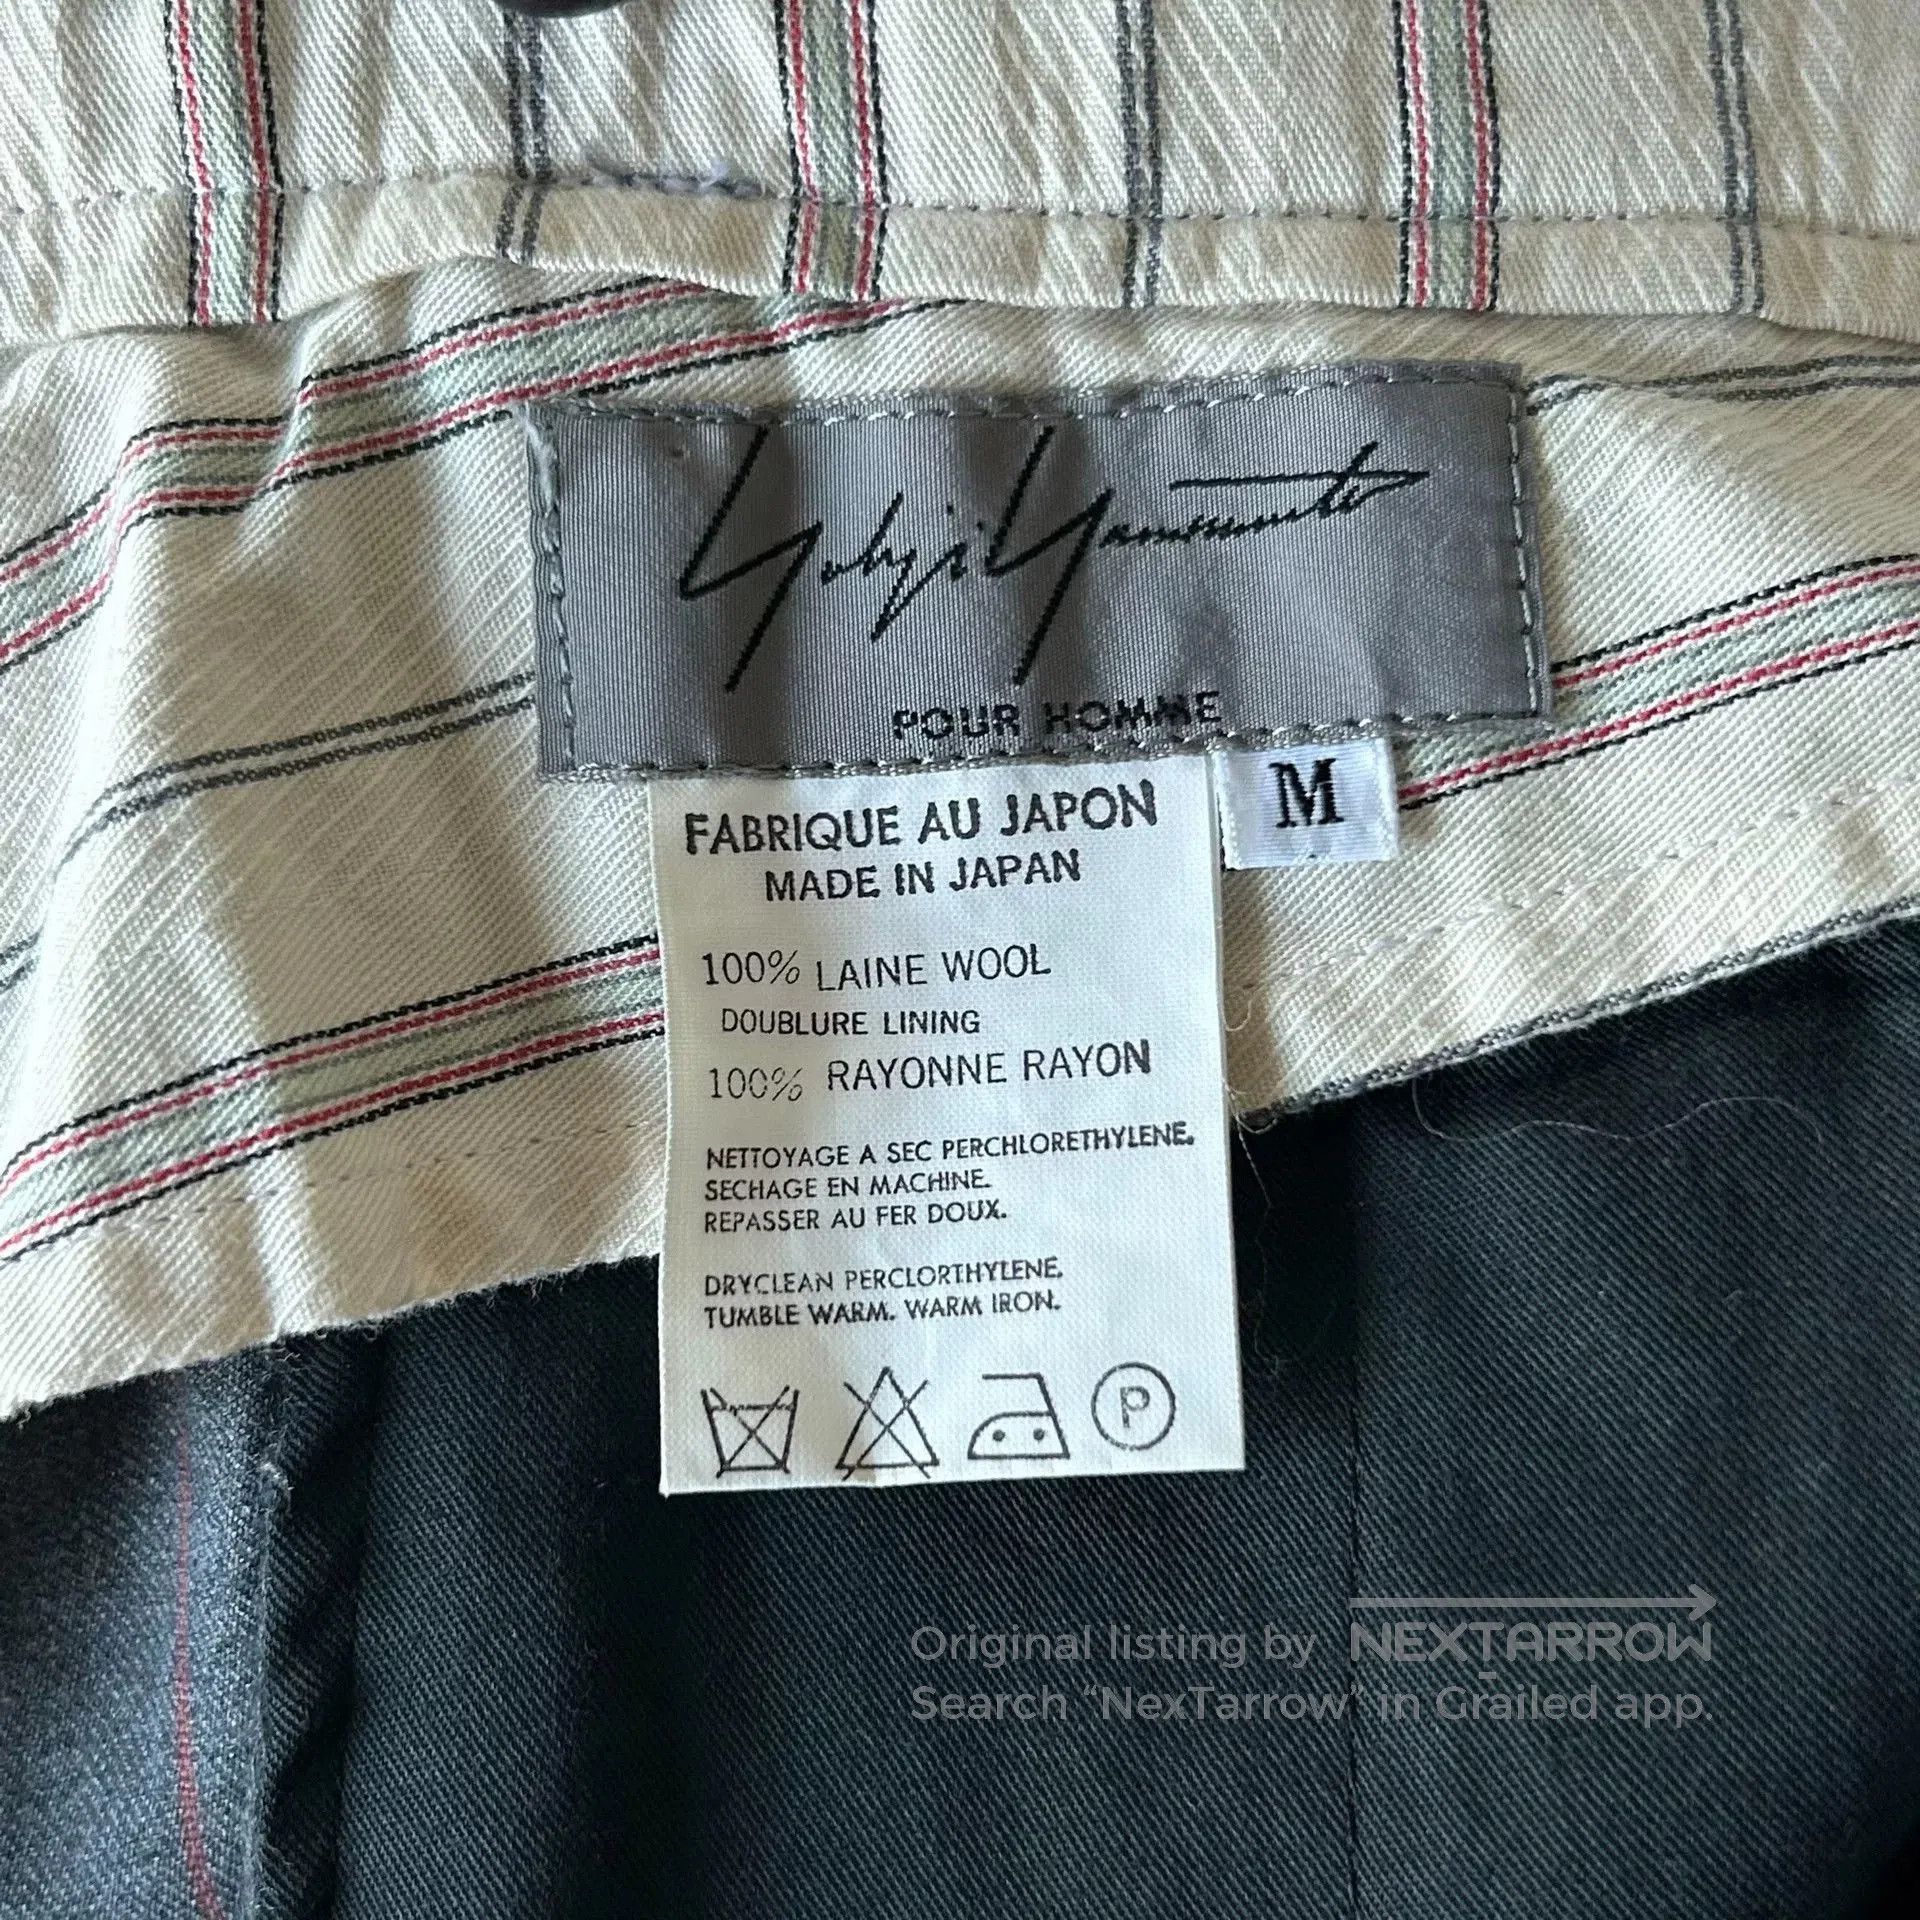 Yohji Yamamoto
POUR HOMME
M
FABRIQUE AU JAPON
MADE IN JAPAN
100% LAINE WOOL
DOUBLURE LINING
100% RAYONNE RAYON
NETTOYAGE A SEC PERCHLORETHYLENE.
SECHAGE EN MACHINE.
REPASSER AU FER DOUX.
DRYCLEAN PERCLORTHYLENE.
TUMBLE WARM. WARM IRON.
P
Original listing by NEXTARROW
Search “NexTarrow” in Grailed app.